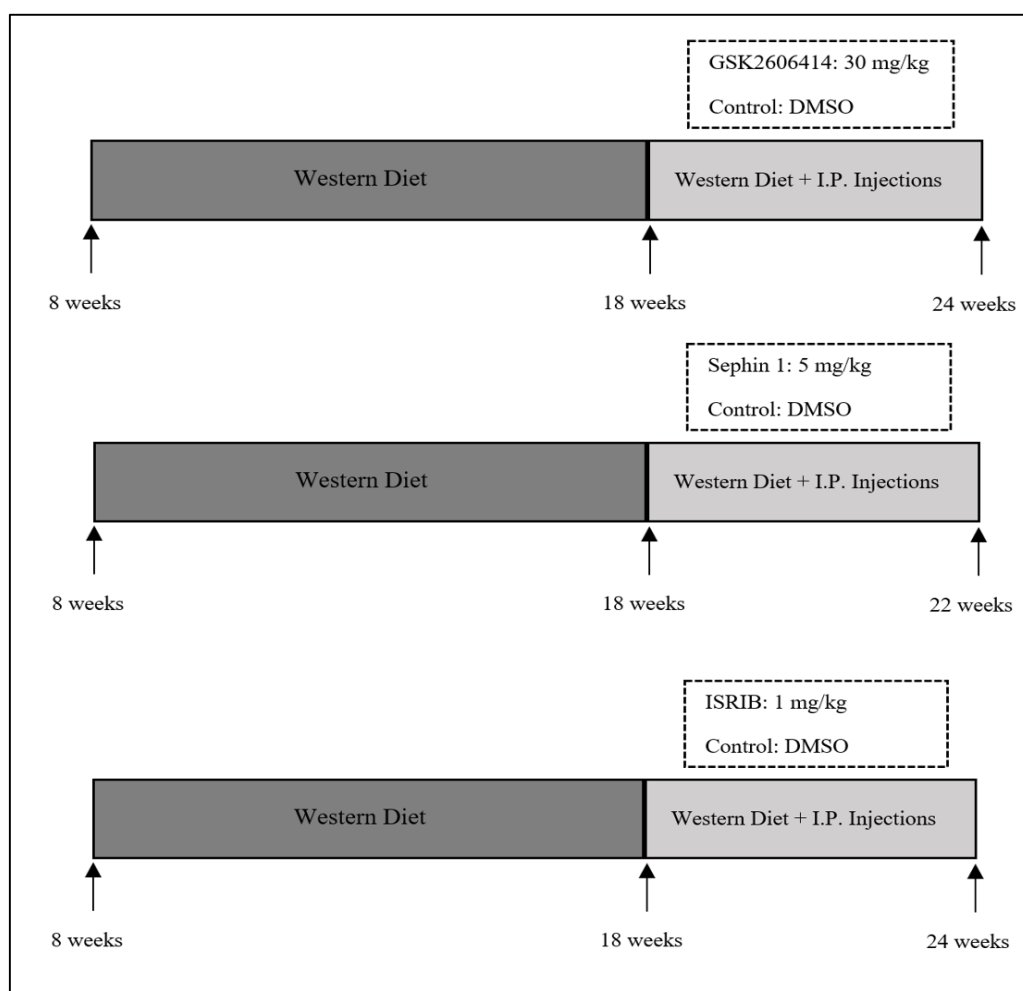 GSK2606414: 30 mg/kg
Control: DMSO
Western Diet
Western Diet + I.P. Injections
8 weeks
18 weeks
24 weeks
Sephin 1: 5 mg/kg
Control: DMSO
Western Diet
Western Diet + I.P. Injections
8 weeks
18 weeks
22 weeks
ISRIB: 1 mg/kg
Control: DMSO
Western Diet
Western Diet + I.P. Injections
8 weeks
18 weeks
24 weeks